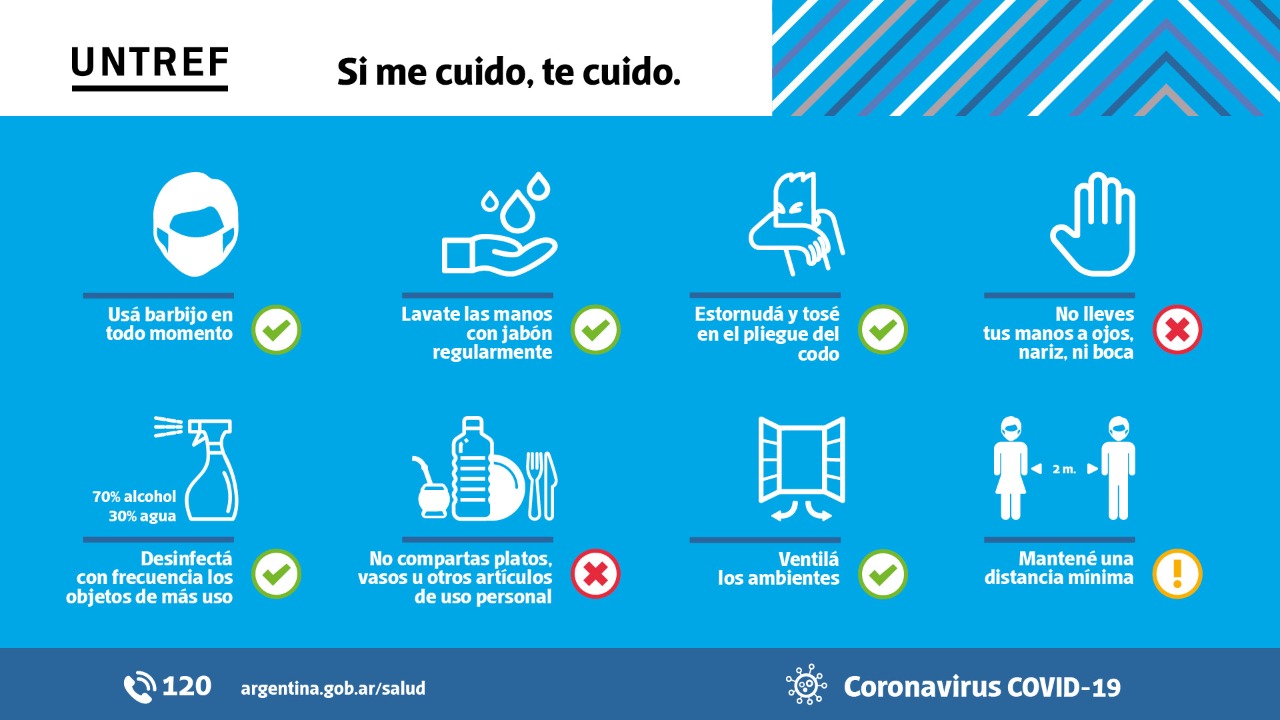 UNTREF
Si me cuido, te cuido.
Usá barbijo en
todo momento
Lavate las manos
con jabón
regularmente
Estornudá y tosé
en el pliegue del
codo
No lleves
tus manos a ojos,
nariz, ni boca
70% alcohol
30% agua
Desinfectá
con frecuencia los
objetos de más uso
No compartas platos,
vasos u otros artículos
de uso personal
Ventilá
los ambientes
2 m.
Mantené una
distancia mínima
120
argentina.gob.ar/salud
Coronavirus COVID-19